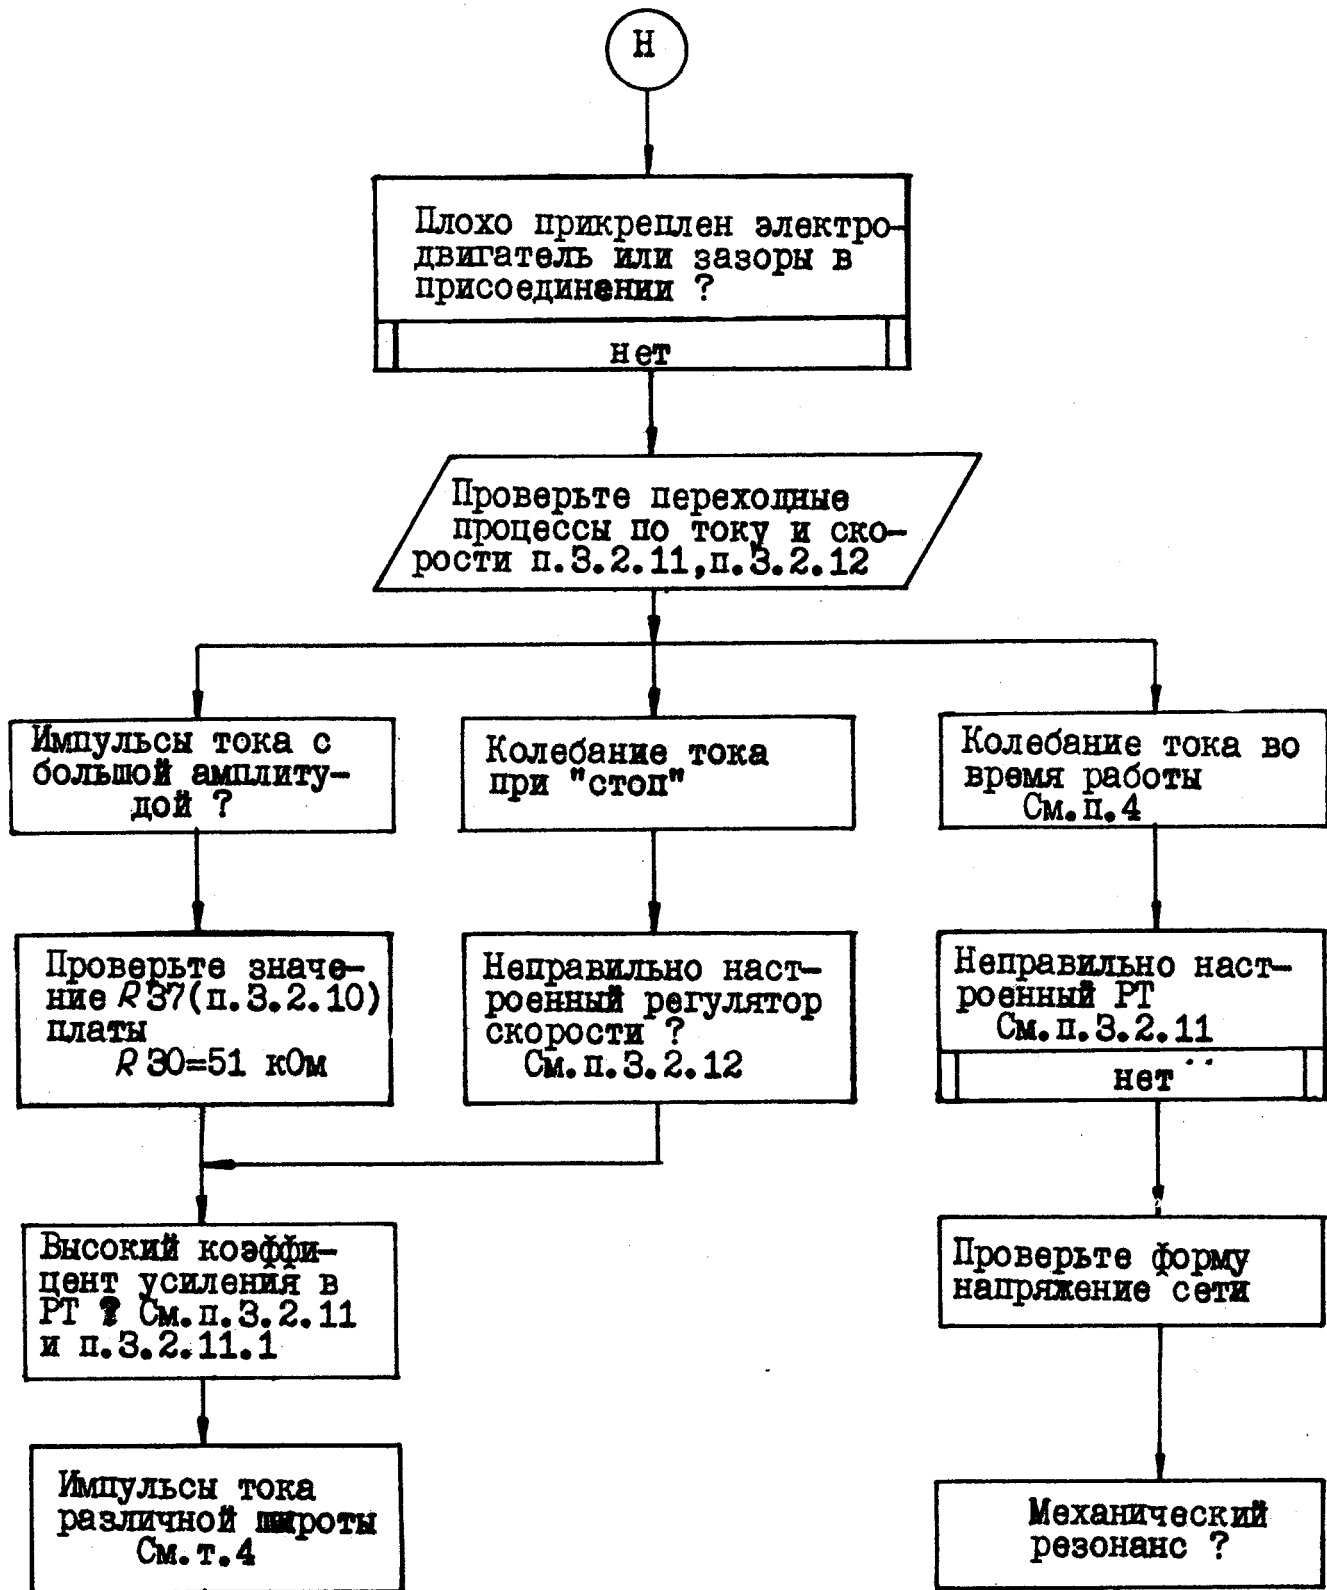 Н
Плохо прикреплен электро-
двигатель или зазоры в
присоединении ?
нет
Проверьте переходные
процессы по току и ско-
рости п.3.2.11,п.3.2.12
Импульсы тока с
большой амплиту-
дой ?
Колебание тока
при "стоп"
Колебание тока во
время работы
См.п.4
Проверьте значе-
ние R37(п.3.2.10)
платы
R30=51 кОм
Неправильно наст-
роенный регулятор
скорости ?
См.п.3.2.12
Неправильно наст-
роенный РТ
См.п.3.2.11
нет
Высокий коэффи-
цент усиления в
РТ ? См.п.3.2.11
и п.3.2.11.1
Проверьте форму
напряжение сети
Импульсы тока
различной широты
См.т.4
Механический
резонанс ?